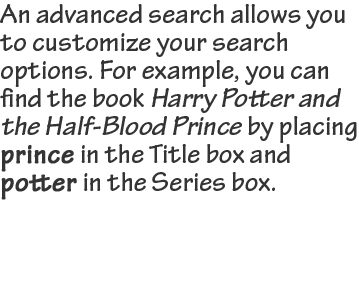 An advanced search allows you
to customize your search
options. For example, you can
find the book Harry Potter and
the Half-Blood Prince by placing
prince in the Title box and
potter in the Series box.